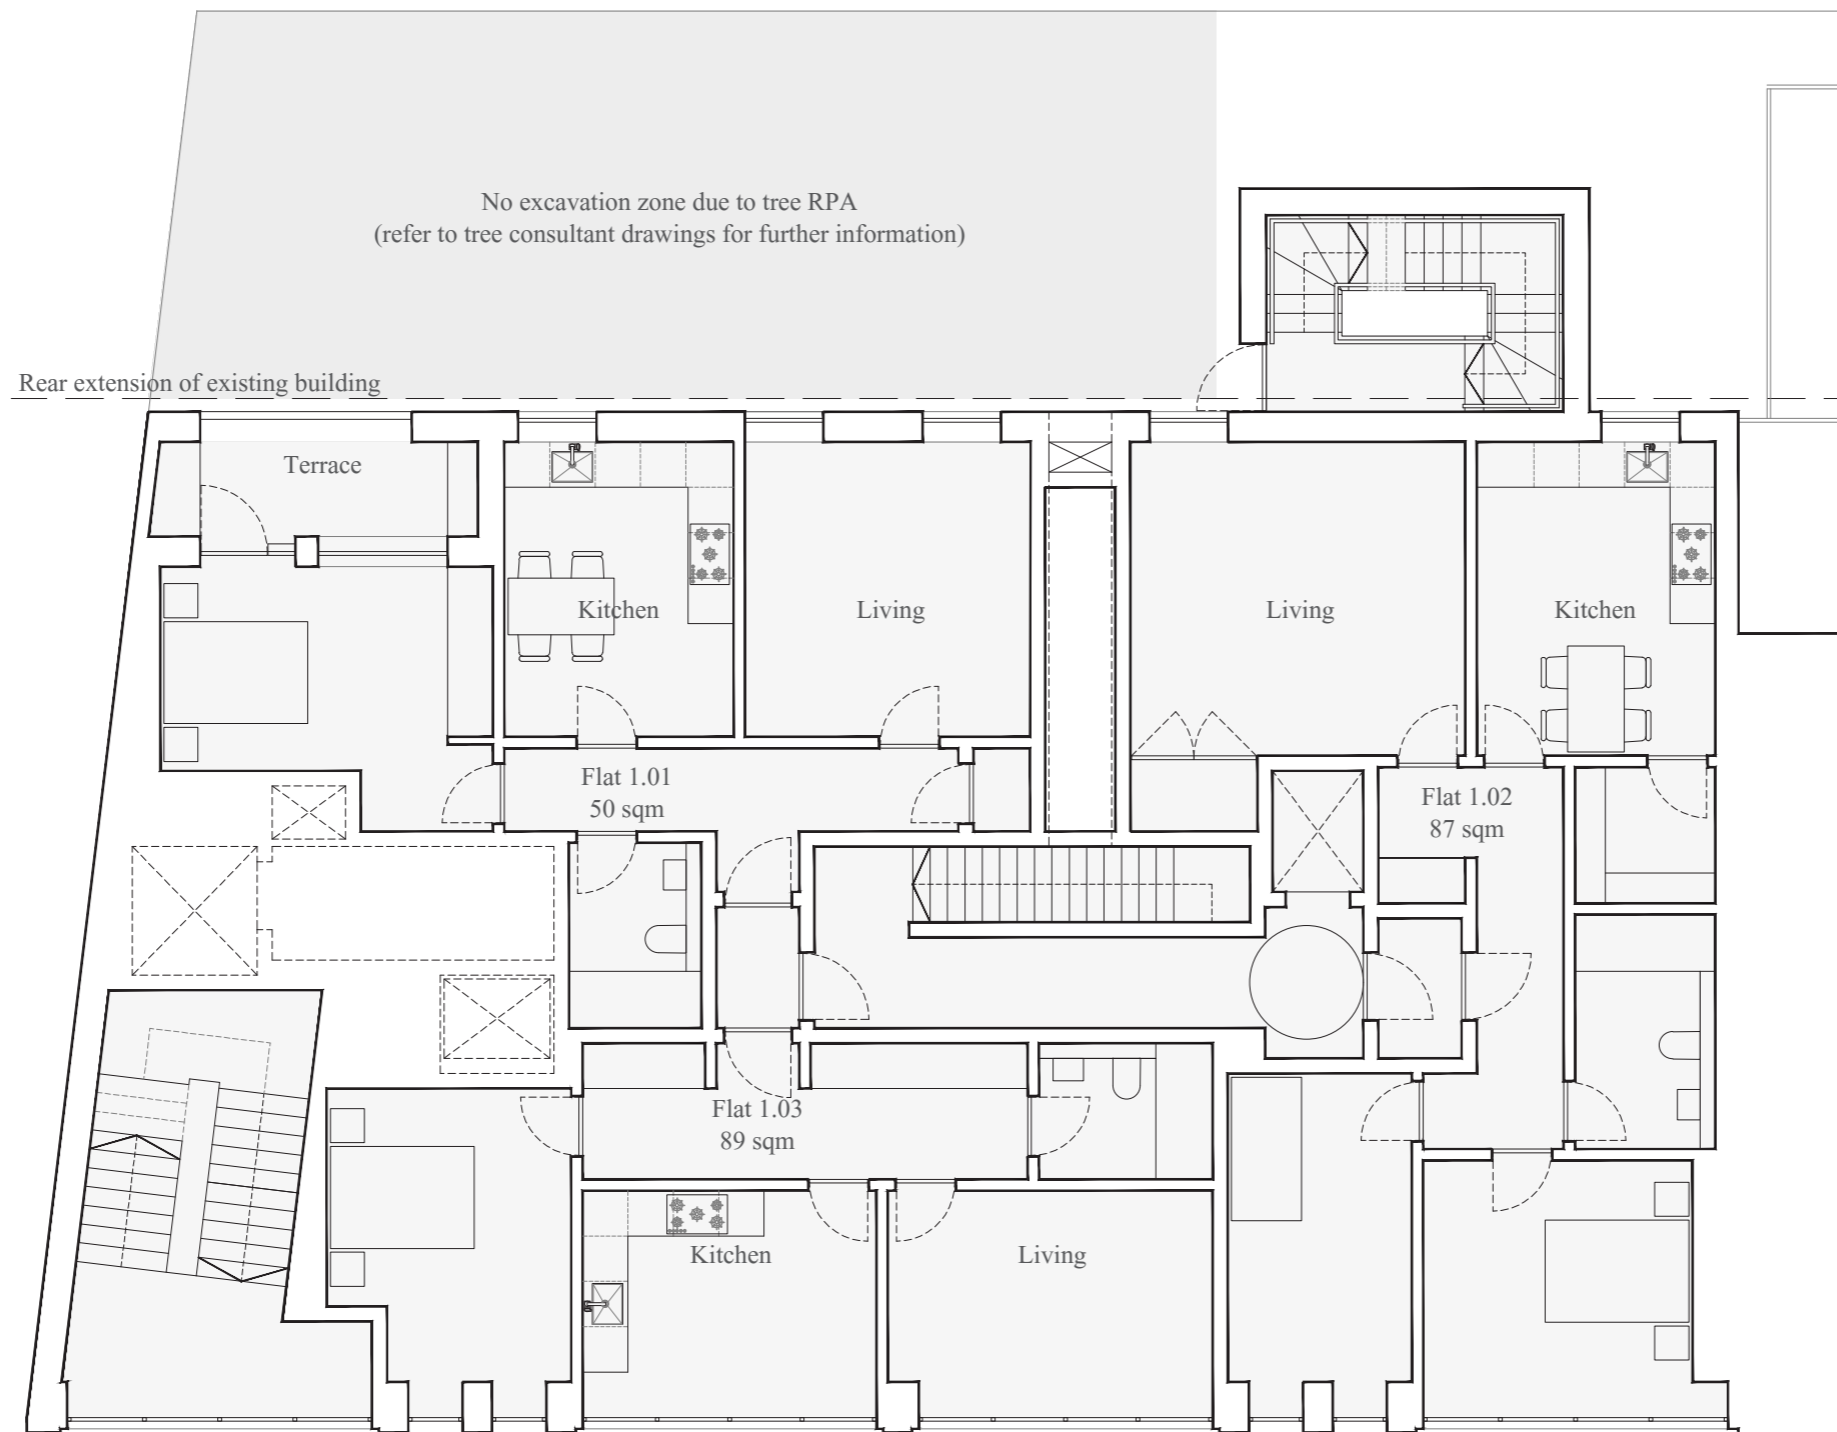 No excavation zone due to tree RPA
(refer to tree consultant drawings for further information)
Rear extension of existing building
Terrace
Kitchen
Living
Living
Kitchen
Flat 1.01
50 sqm
Flat 1.02
87 sqm
Flat 1.03
89 sqm
Kitchen
Living